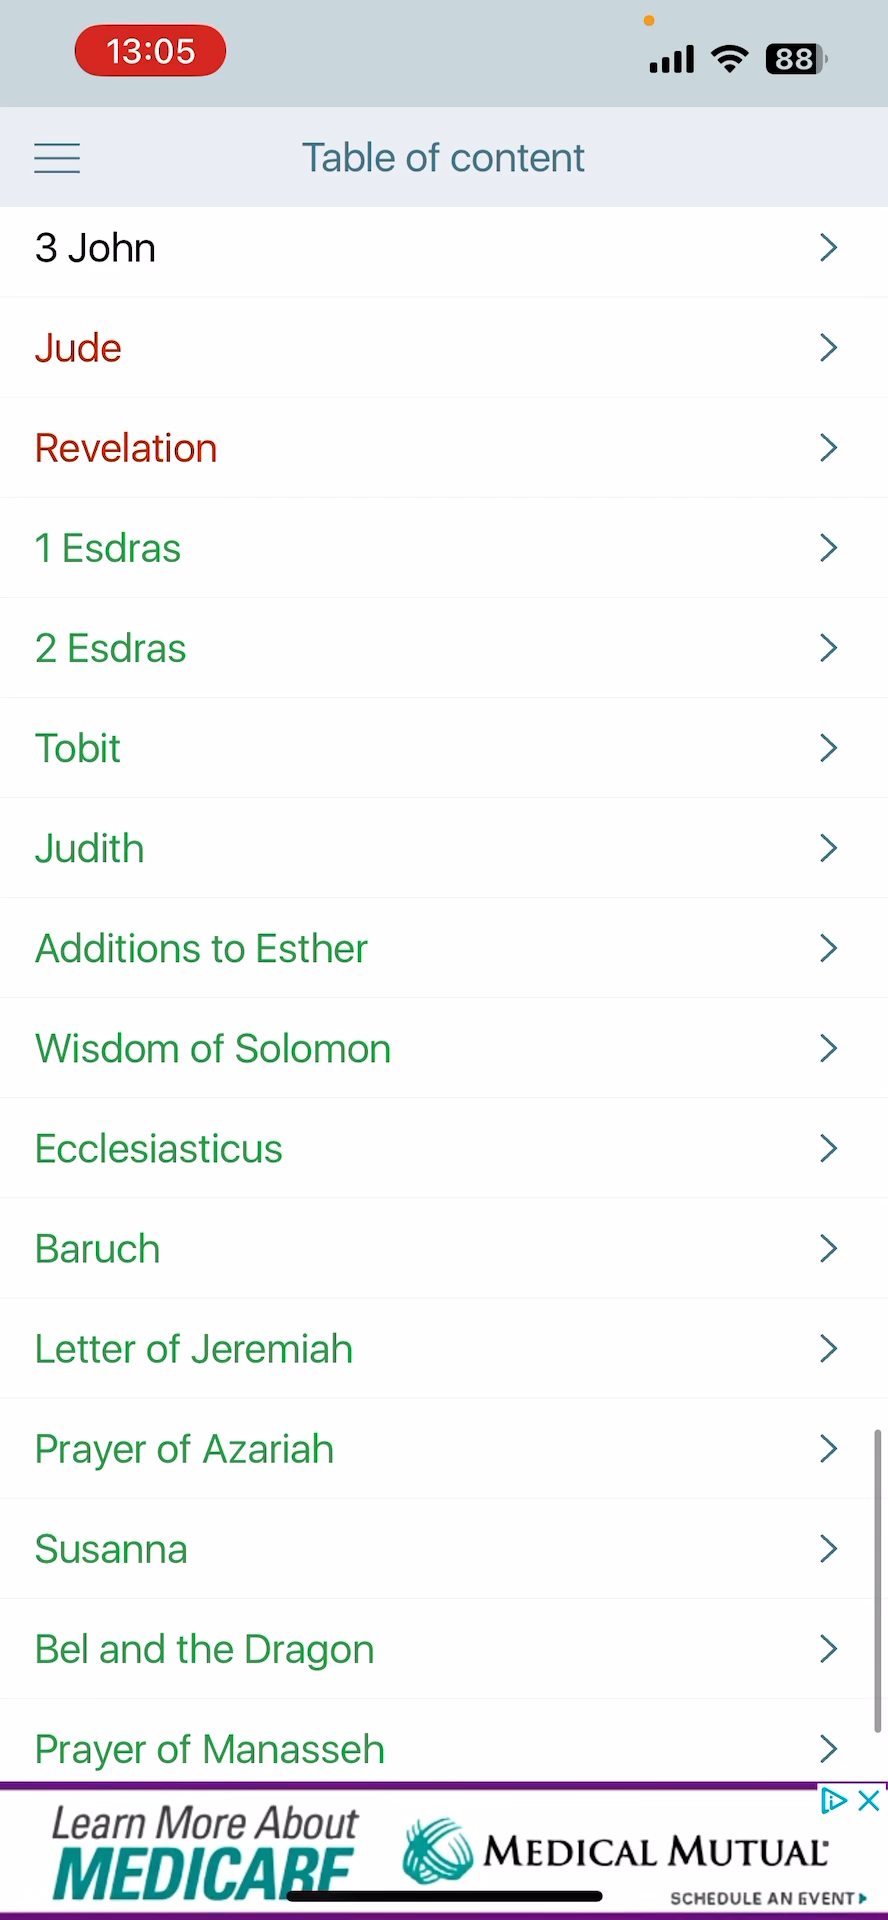 13:05
88
Table of content
3 John
Jude
Revelation
1 Esdras
2 Esdras
Tobit
Judith
Additions to Esther
Wisdom of Solomon
Ecclesiasticus
Baruch
Letter of Jeremiah
Prayer of Azariah
Susanna
Bel and the Dragon
Prayer of Manasseh
Learn More About
MEDICARE
MEDICAL MUTUAL
SCHEDULE AN EVENT